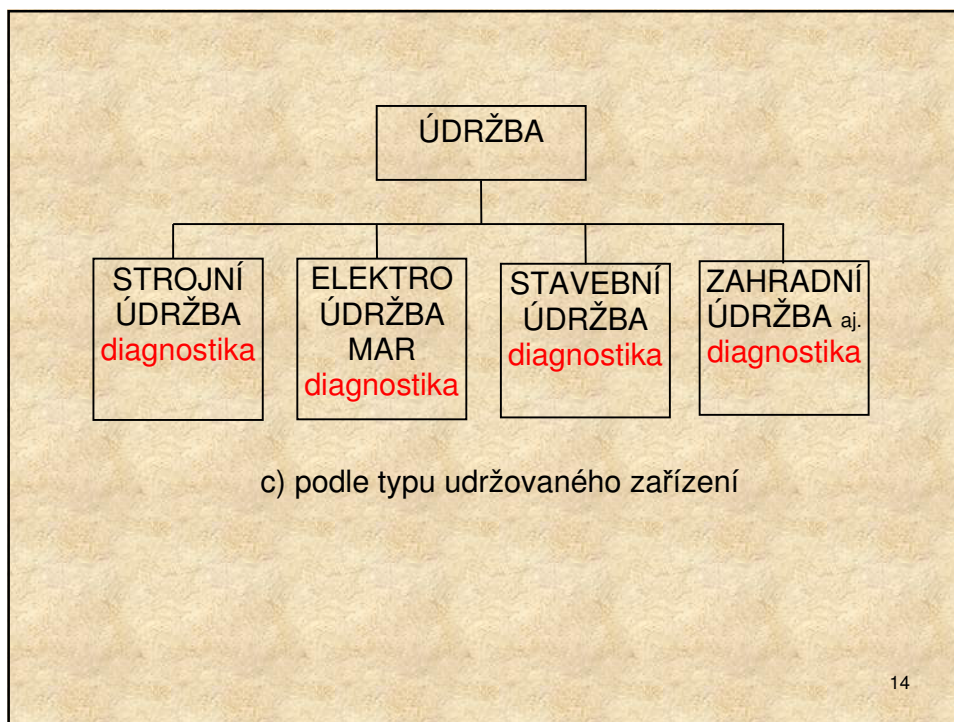 ÚDRŽBA
STROJNÍ
ÚDRŽBA
diagnostika
ELEKTRO
ÚDRŽBA
MAR
diagnostika
STAVEBNÍ
ÚDRŽBA
diagnostika
ZAHRADNÍ
ÚDRŽBA aj.
diagnostika
c) podle typu udržovaného zařízení
14